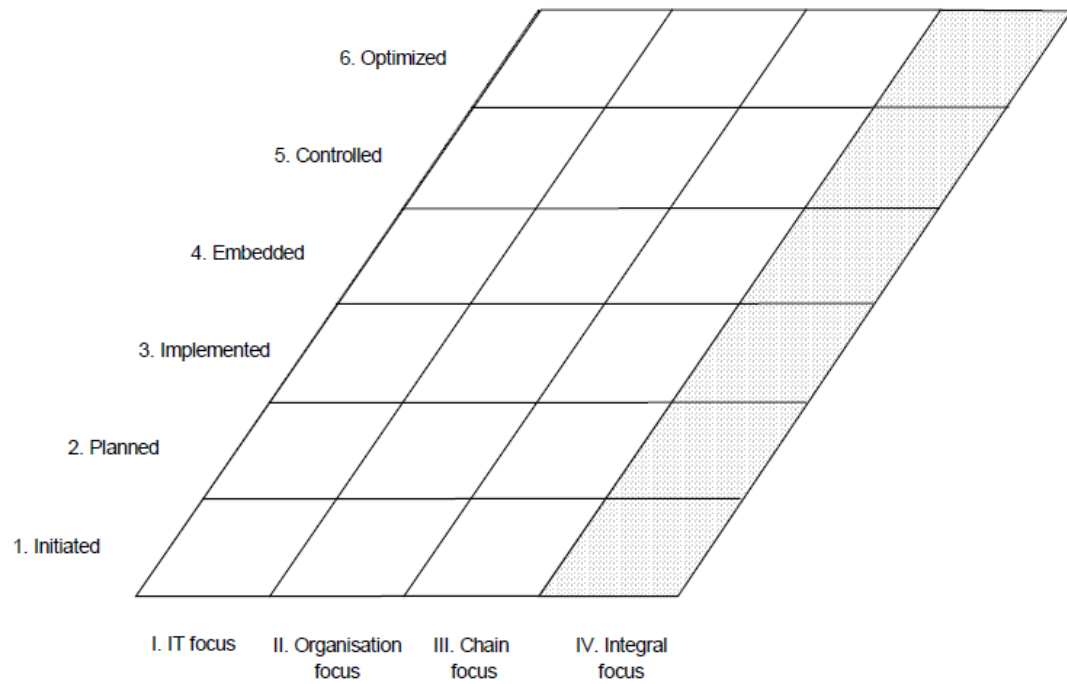 6. Optimized
5. Controlled
4. Embedded
3. Implemented
2. Planned
1. Initiated
I. IT focus
II. Organisation
focus
III. Chain
focus
IV. Integral
focus